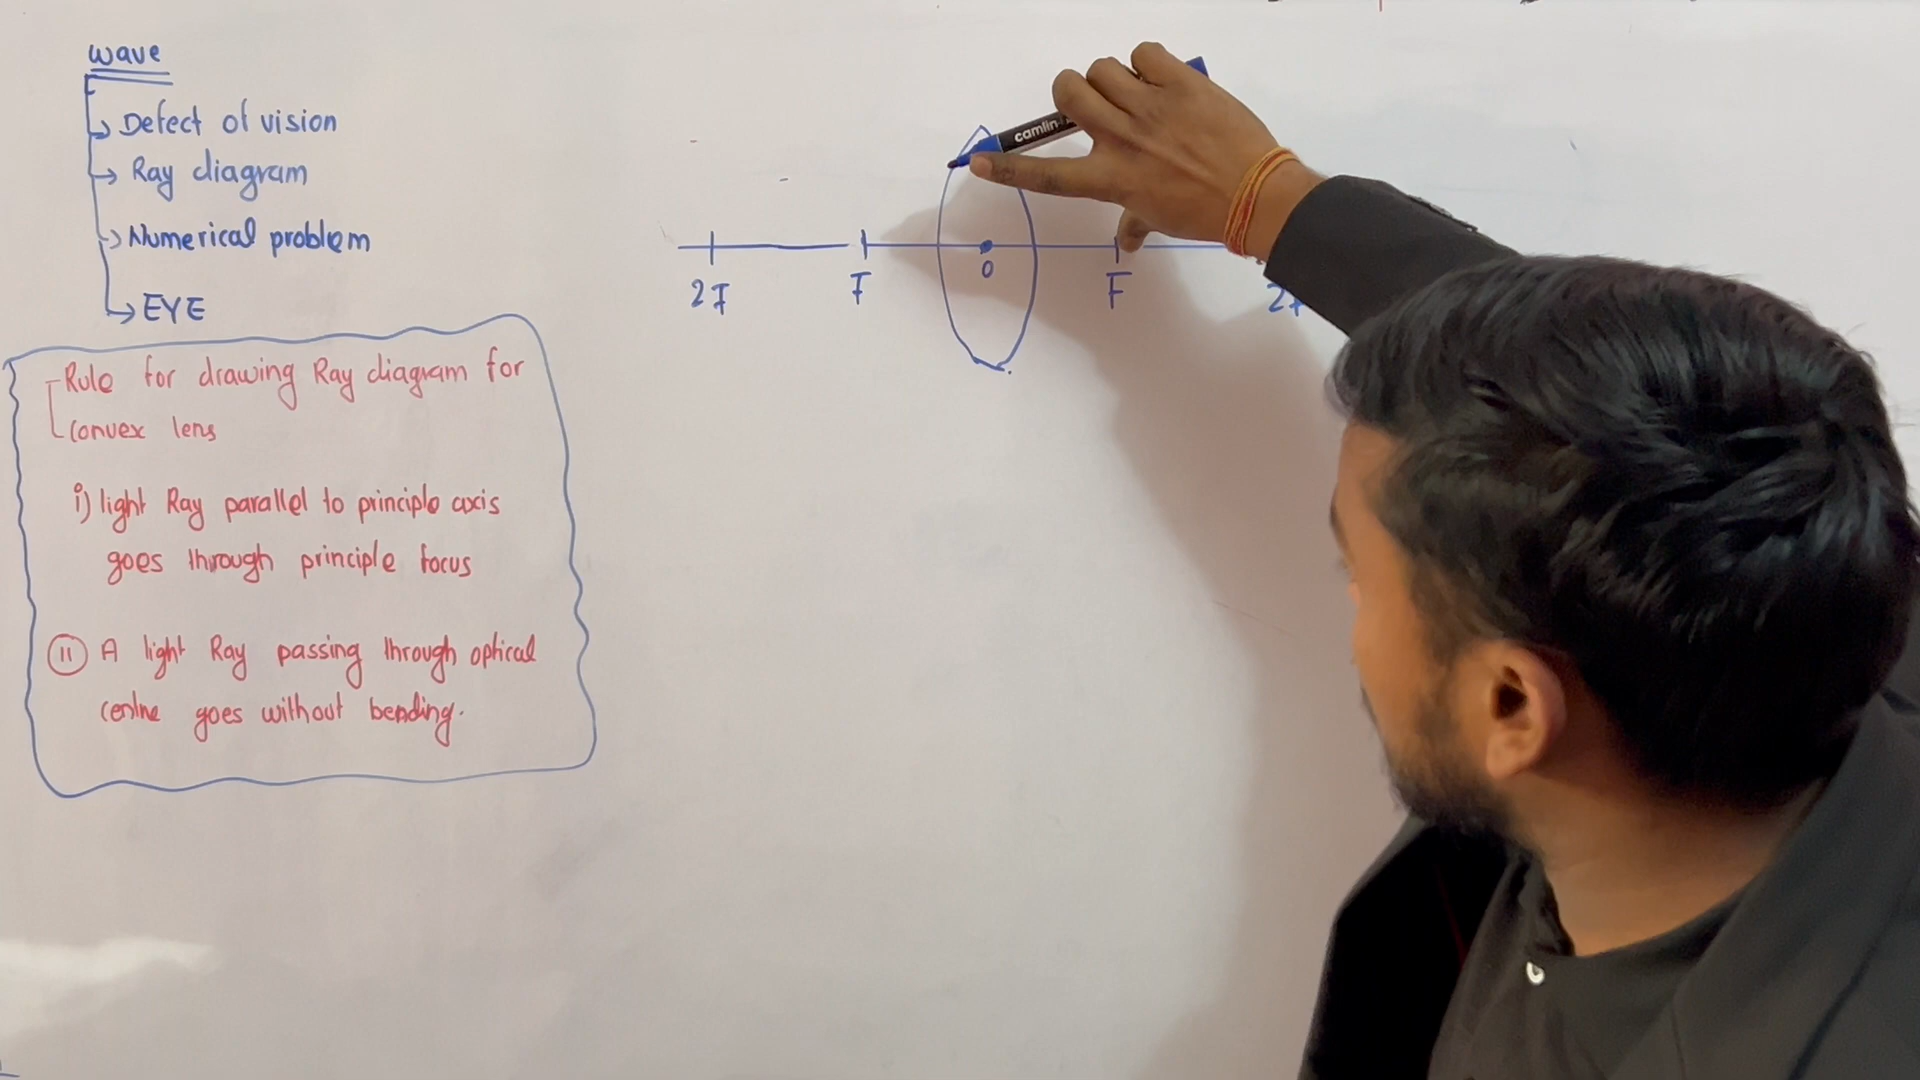 wave
Defect of vision
Ray diagram
Numerical problem
EYE
Rule for drawing Ray diagram for
convex lens
i) light Ray parallel to principle axis
goes through principle focus
ii A light Ray passing through optical
centre goes without bending.
camlin
2F F O F 2F